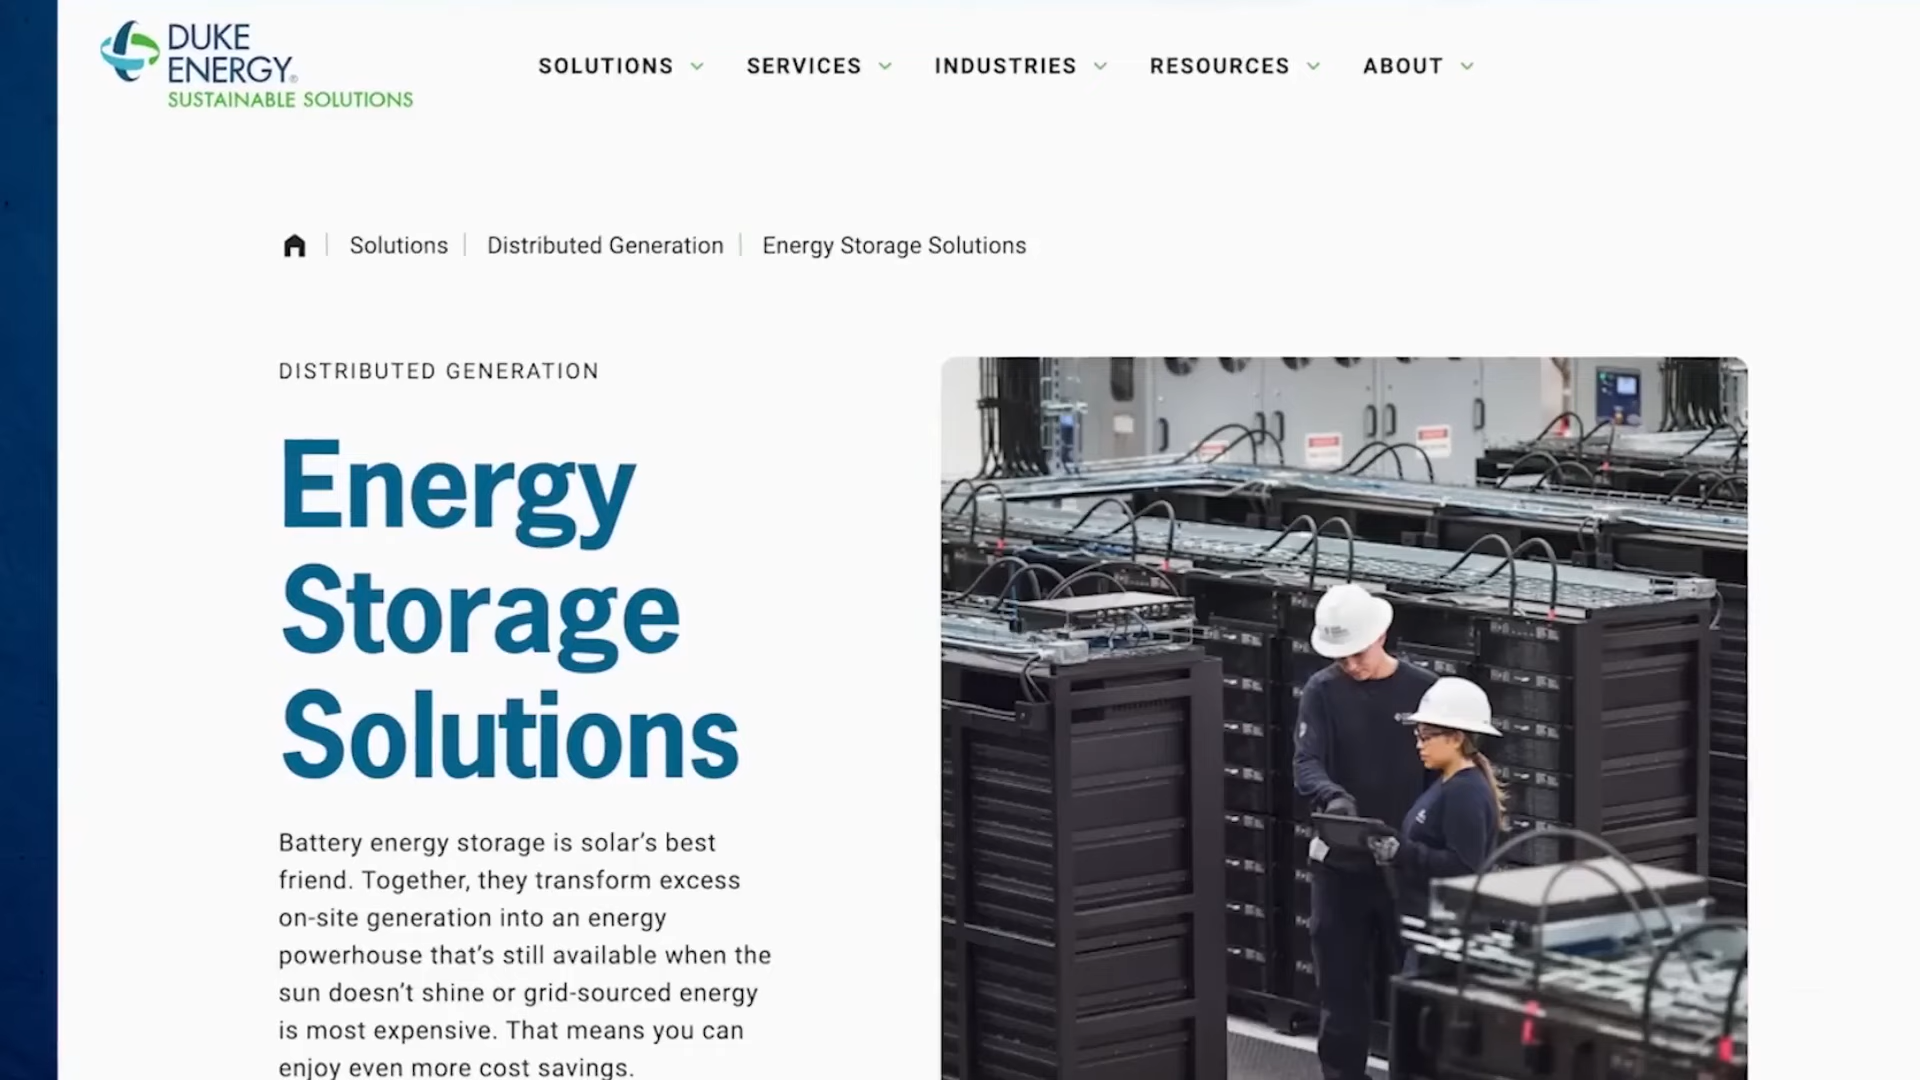 DUKE
ENERGY®
SUSTAINABLE SOLUTIONS
SOLUTIONS
SERVICES
INDUSTRIES
RESOURCES
ABOUT
Solutions
Distributed Generation
Energy Storage Solutions
DISTRIBUTED GENERATION
Energy
Storage
Solutions
Battery energy storage is solar’s best
friend. Together, they transform excess
on-site generation into an energy
powerhouse that’s still available when the
sun doesn’t shine or grid-sourced energy
is most expensive. That means you can
enjoy even more cost savings.